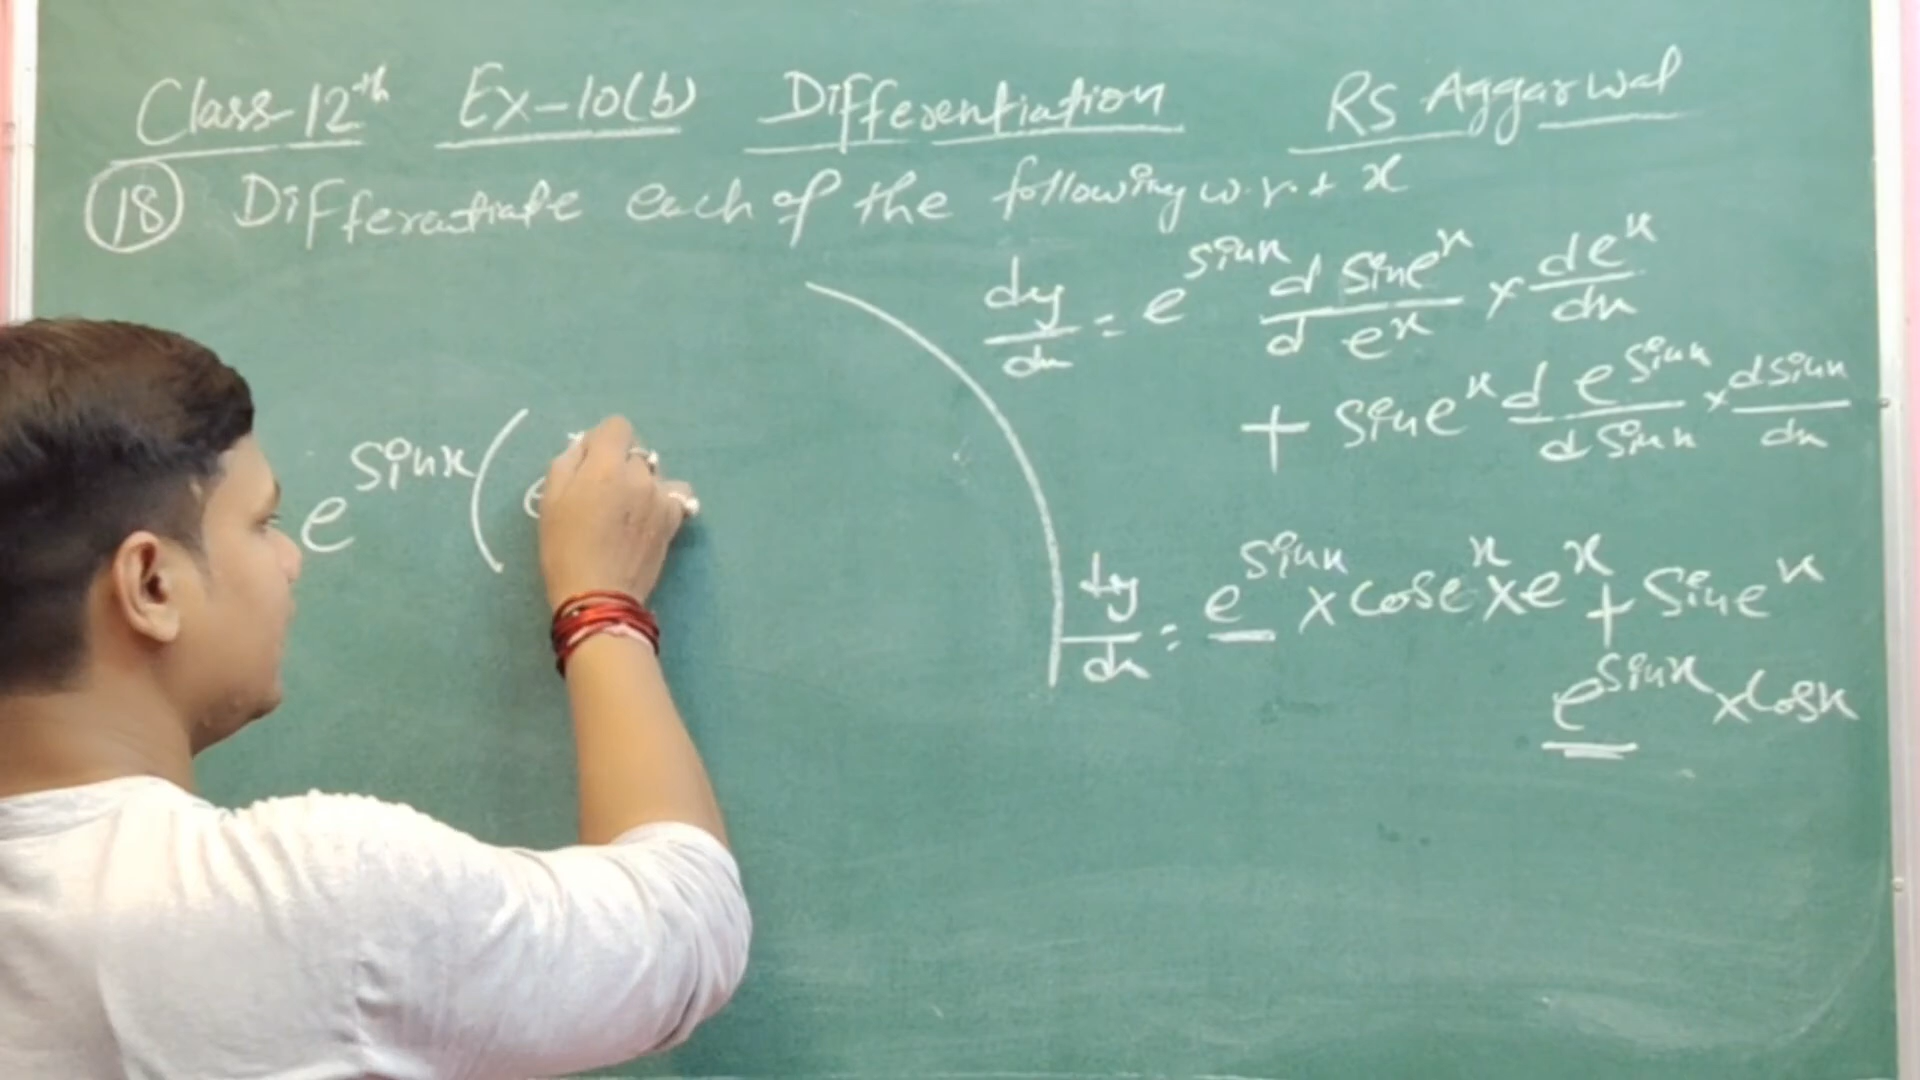 Class-12th Ex-10(b) Differentiation RS Aggarwal
18 Differentiate each of the following w.r.t x
dy/dx = e^sinx d sine^x/d e^x × de^x/dx
+ sine^x d e^sinx/d sinx × dsinx/dx
e^sinx ( e^x
dy/dx = e^sinx × cose^x × e^x + sine^x
e^sinx × cosx